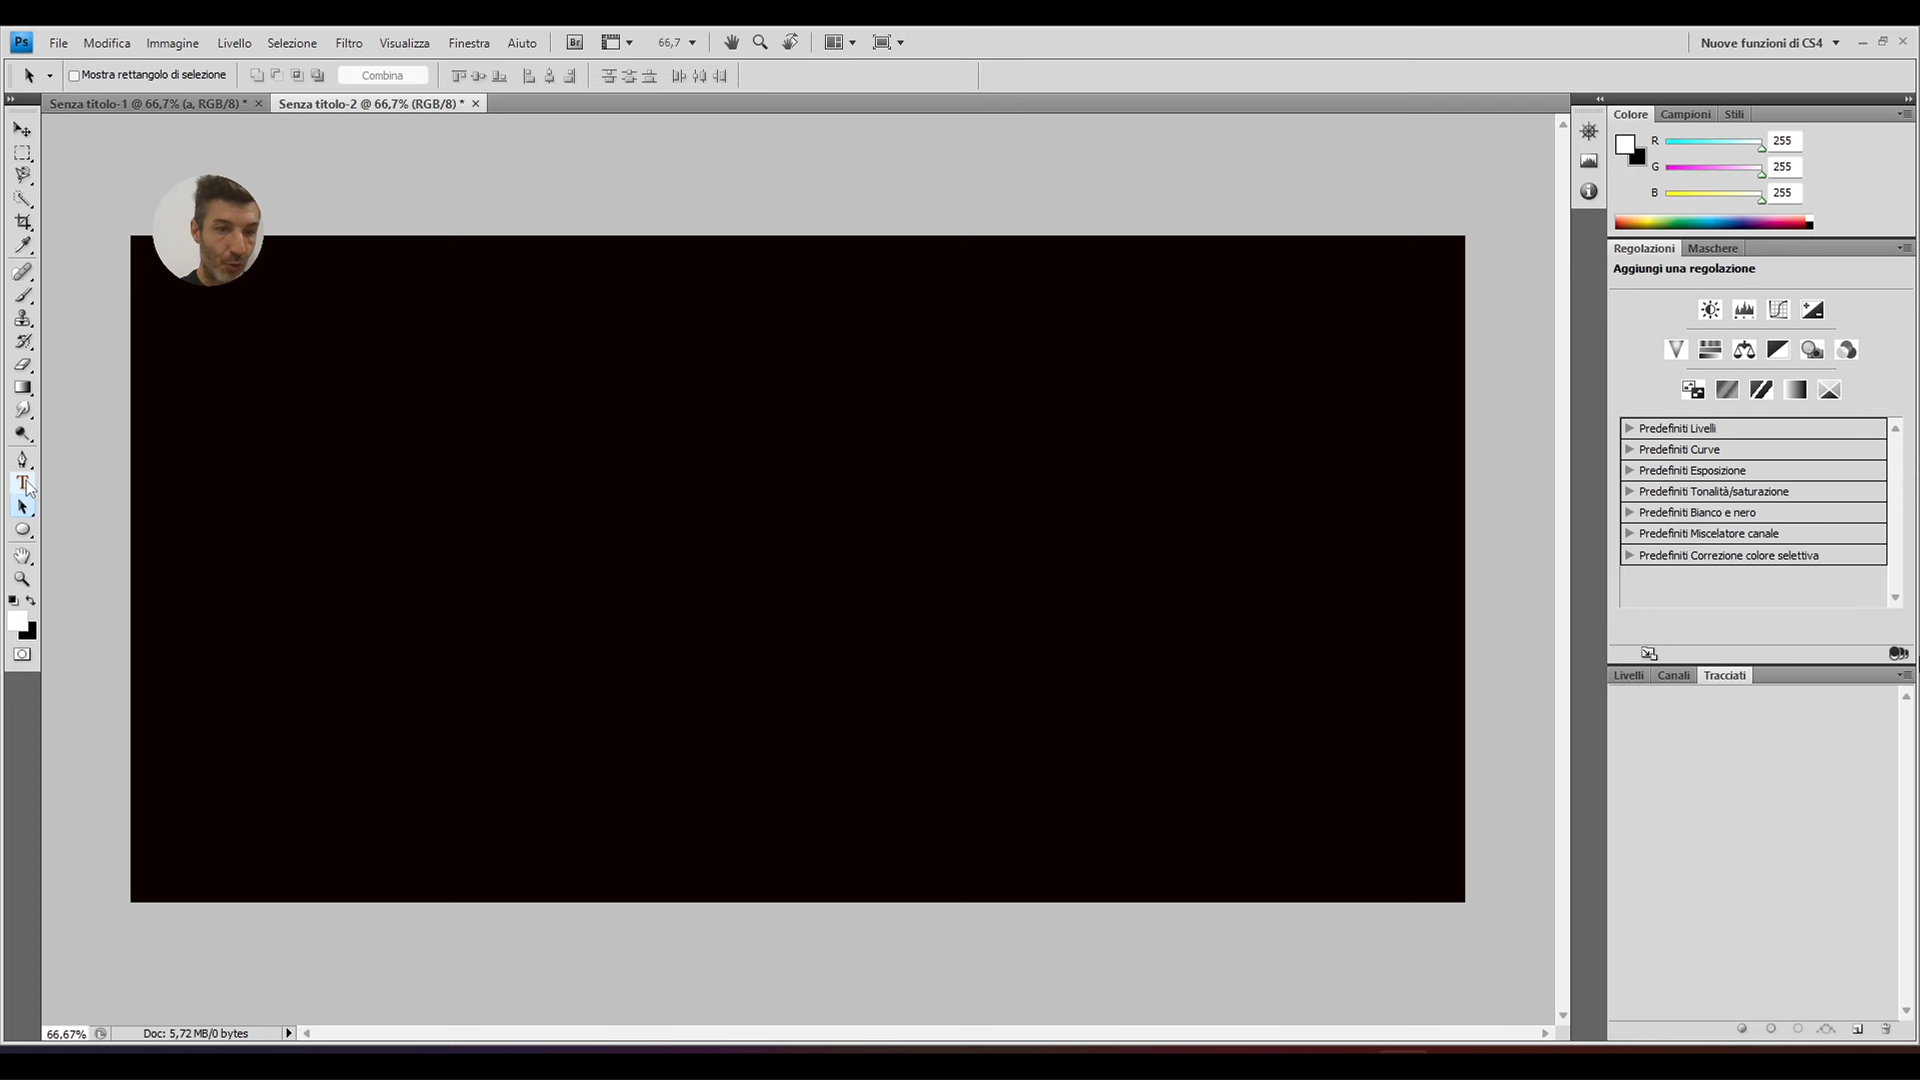 Ps File Modifica Immagine Livello Selezione Filtro Visualizza Finestra Aiuto Br 66,7 Nuove funzioni di CS4
Mostra rettangolo di selezione Combina
Senza titolo-1 @ 66,7% (a, RGB/8) * Senza titolo-2 @ 66,7% (RGB/8) *
Colore Campioni Stili
R 255
G 255
B 255
Regolazioni Maschere
Aggiungi una regolazione
Predefiniti Livelli
Predefiniti Curve
Predefiniti Esposizione
Predefiniti Tonalità/saturazione
Predefiniti Bianco e nero
Predefiniti Miscelatore canale
Predefiniti Correzione colore selettiva
Livelli Canali Tracciati
T
66,67% Doc: 5,72 MB/0 bytes